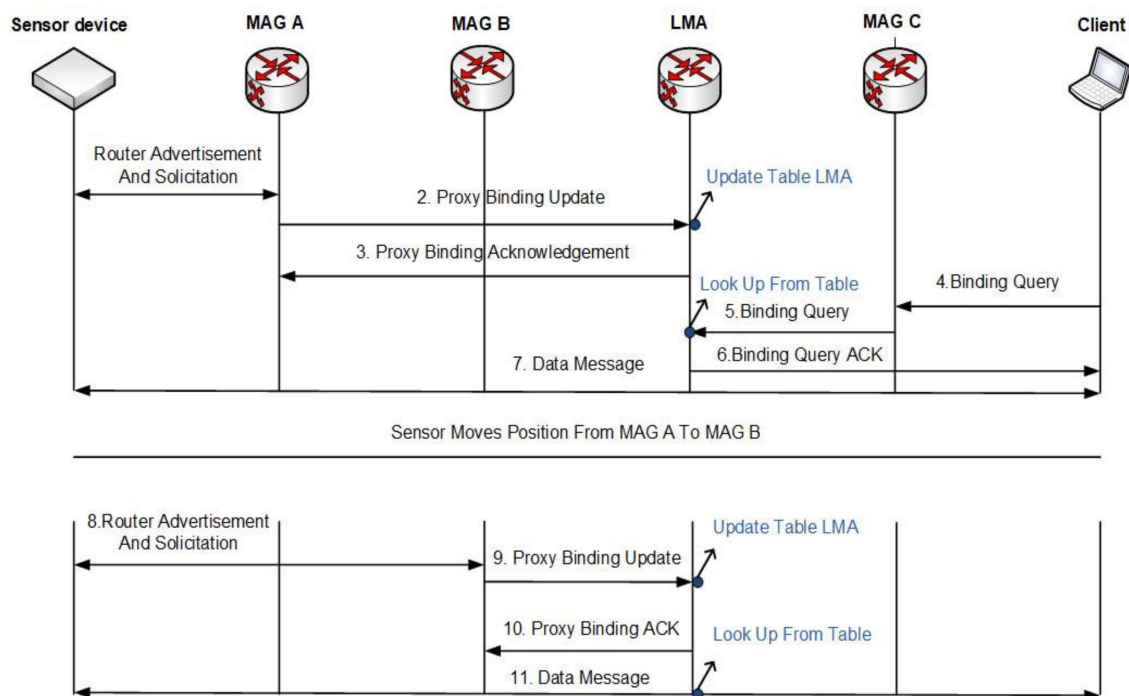 Sensor device
MAG A
MAG B
LMA
MAG C
Client
Router Advertisement
And Solicitation
2. Proxy Binding Update
Update Table LMA
3. Proxy Binding Acknowledgement
Look Up From Table
4.Binding Query
5.Binding Query
6.Binding Query ACK
7. Data Message
Sensor Moves Position From MAG A To MAG B
8.Router Advertisement
And Solicitation
Update Table LMA
9. Proxy Binding Update
10. Proxy Binding ACK
Look Up From Table
11. Data Message